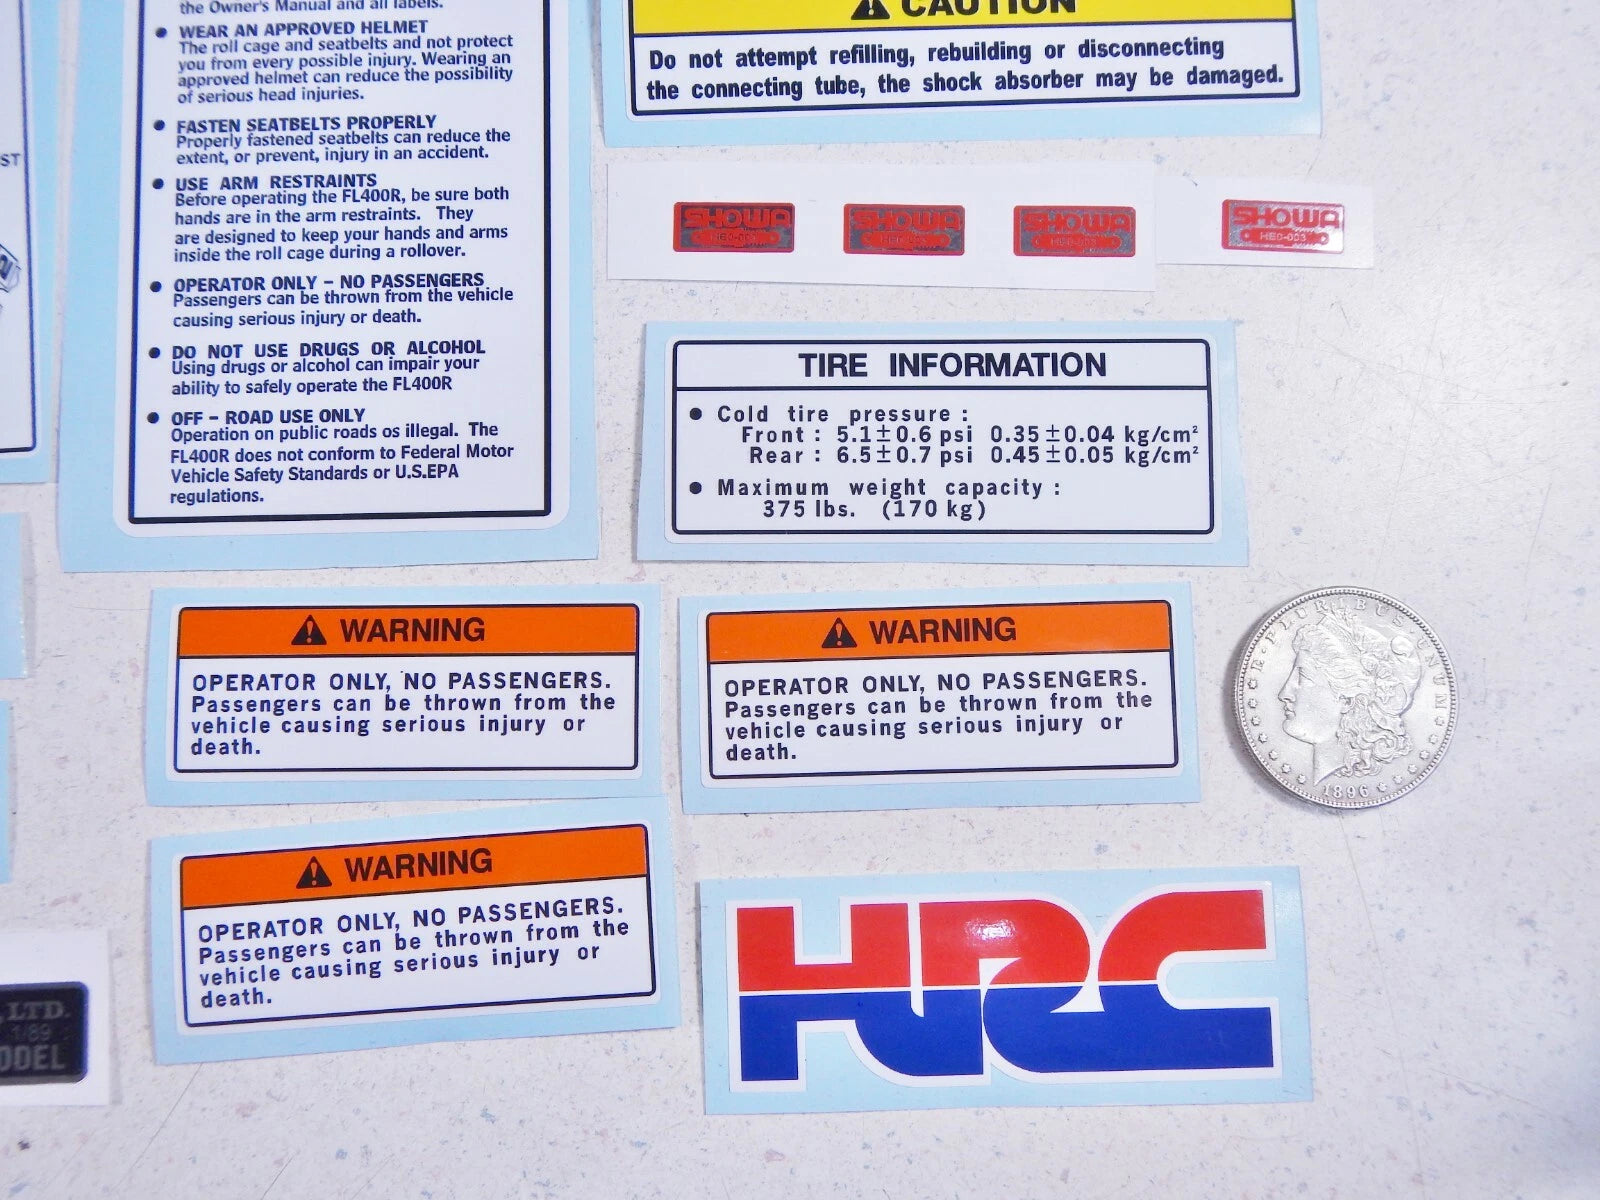 the Owner's Manual and all labels.
● WEAR AN APPROVED HELMET
The roll cage and seatbelts and not protect
you from every possible injury. Wearing an
approved helmet can reduce the possibility
of serious head injuries.
● FASTEN SEATBELTS PROPERLY
Properly fastened seatbelts can reduce the
extent, or prevent, injury in an accident.
● USE ARM RESTRAINTS
Before operating the FL400R, be sure both
hands are in the arm restraints. They
are designed to keep your hands and arms
inside the roll cage during a rollover.
● OPERATOR ONLY – NO PASSENGERS
Passengers can be thrown from the vehicle
causing serious injury or death.
● DO NOT USE DRUGS OR ALCOHOL
Using drugs or alcohol can impair your
ability to safely operate the FL400R
● OFF – ROAD USE ONLY
Operation on public roads os illegal. The
FL400R does not conform to Federal Motor
Vehicle Safety Standards or U.S.EPA
regulations.
ST
CAUTION
Do not attempt refilling, rebuilding or disconnecting
the connecting tube, the shock absorber may be damaged.
SHOWA
SHOWA
SHOWA
SHOWA
TIRE INFORMATION
● Cold tire pressure :
Front : 5.1±0.6 psi 0.35±0.04 kg/cm²
Rear : 6.5±0.7 psi 0.45±0.05 kg/cm²
● Maximum weight capacity :
375 lbs. (170 kg)
WARNING
OPERATOR ONLY, NO PASSENGERS.
Passengers can be thrown from the
vehicle causing serious injury or
death.
WARNING
OPERATOR ONLY, NO PASSENGERS.
Passengers can be thrown from the
vehicle causing serious injury or
death.
E·PLURIBUS·UNUM
1896
WARNING
OPERATOR ONLY, NO PASSENGERS.
Passengers can be thrown from the
vehicle causing serious injury or
death.
HRC
LTD.
1/89
ODEL